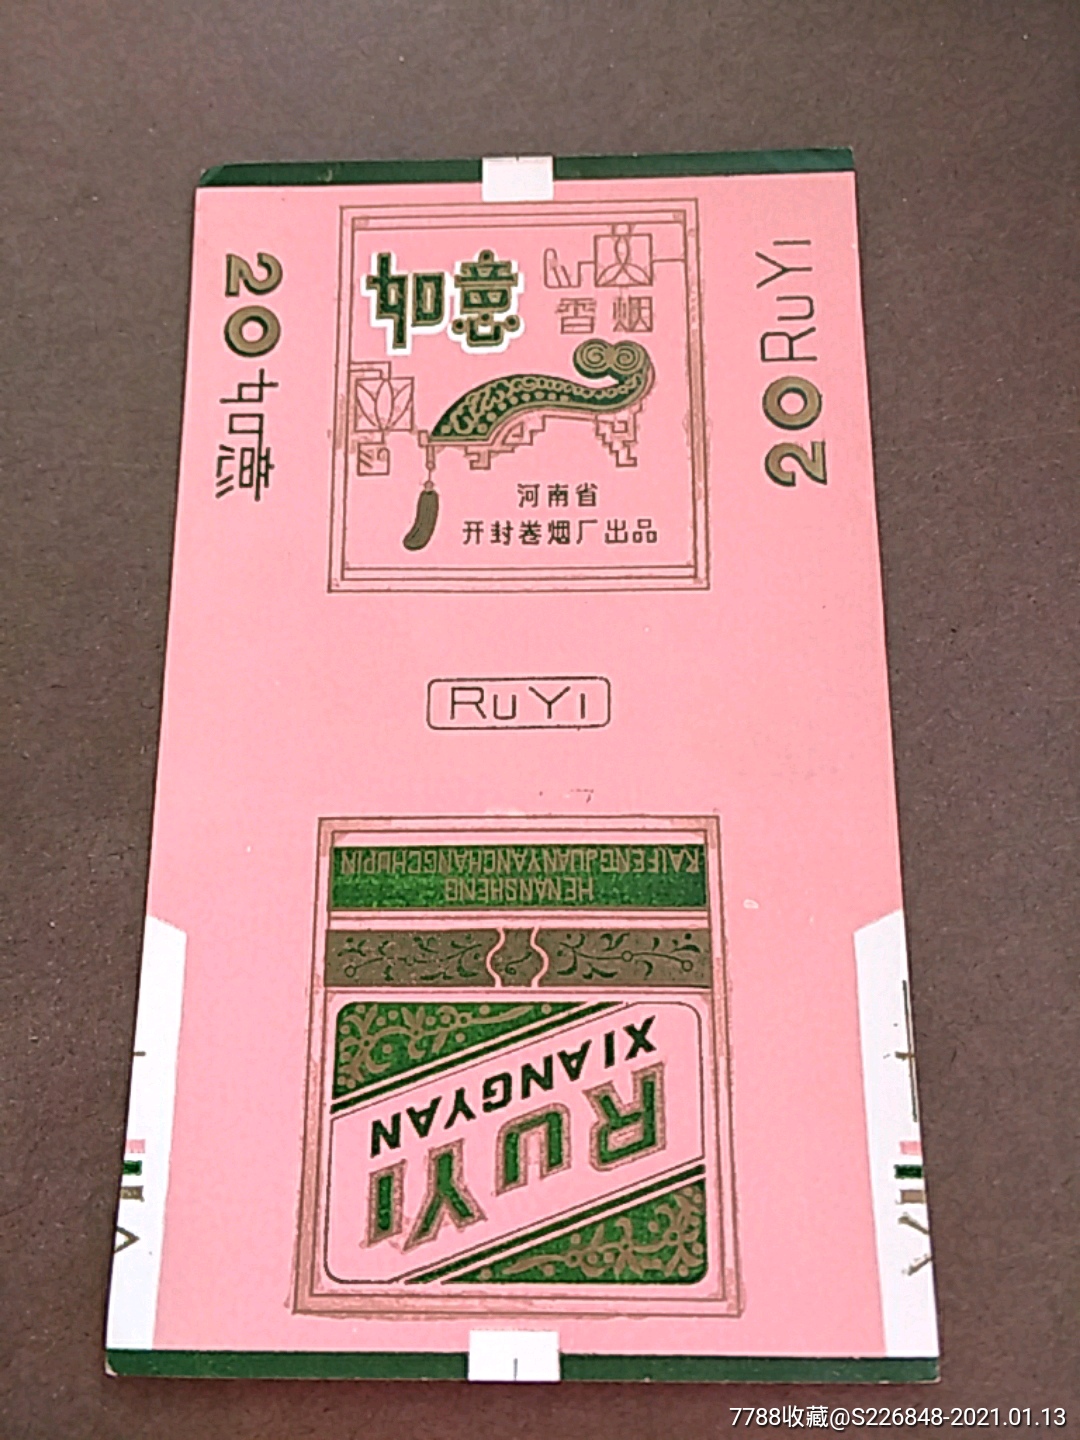 如意
香烟
河南省
开封卷烟厂出品
20如意
20RuYi
RuYi
HENANSHENG
KAIFENGJUANYANCHANGCHUPIN
RuYi
XIANGYAN
7788收藏@S226848-2021.01.13